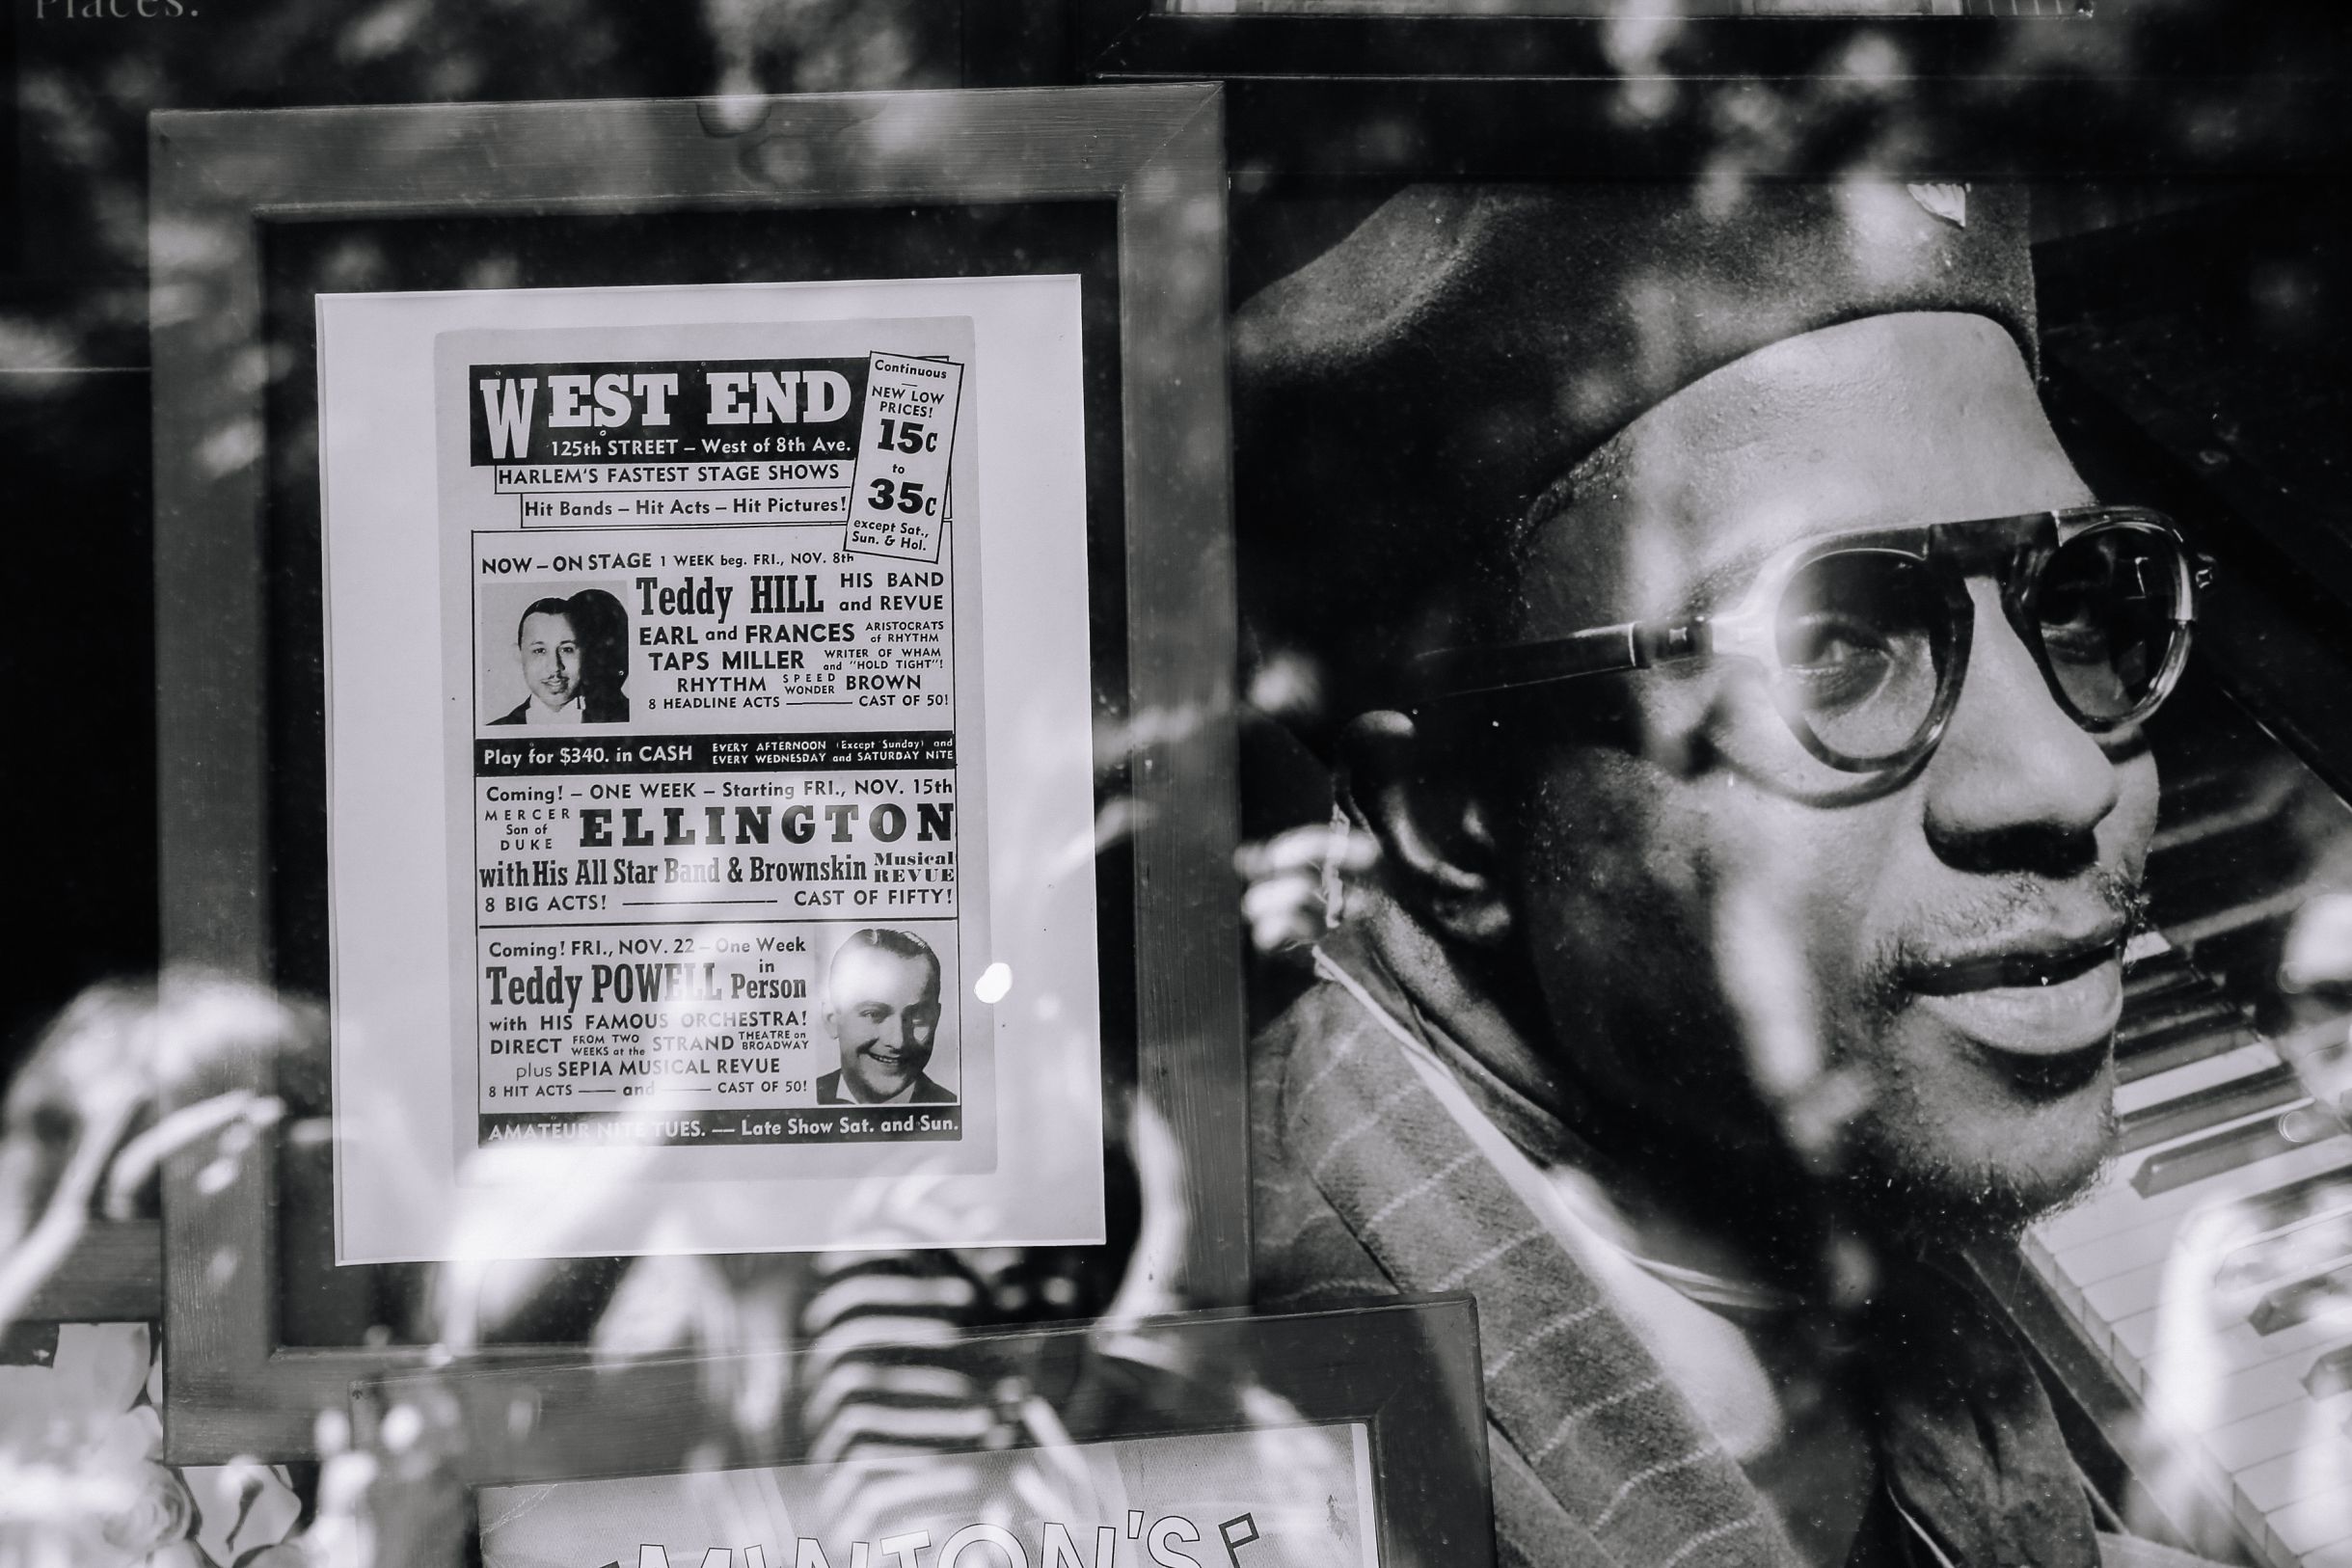 Places.
WEST END
125th STREET – West of 8th Ave.
HARLEM'S FASTEST STAGE SHOWS
Hit Bands – Hit Acts – Hit Pictures!
Continuous
NEW LOW
PRICES!
15c
to
35c
except Sat.,
Sun. & Hol.
NOW – ON STAGE 1 WEEK beg. FRI., NOV. 8th
Teddy HILL HIS BAND and REVUE
EARL and FRANCES ARISTOCRATS of RHYTHM
TAPS MILLER WRITER OF WHAM and "HOLD TIGHT"!
RHYTHM SPEED WONDER BROWN
8 HEADLINE ACTS —— CAST OF 50!
Play for $340. in CASH EVERY AFTERNOON (Except Sunday) and EVERY WEDNESDAY and SATURDAY NITE
Coming! – ONE WEEK – Starting FRI., NOV. 15th
MERCER Son of DUKE ELLINGTON
with His All Star Band & Brownskin Musical REVUE
8 BIG ACTS! —— CAST OF FIFTY!
Coming! FRI., NOV. 22 – One Week
Teddy POWELL in Person
with HIS FAMOUS ORCHESTRA!
DIRECT FROM TWO WEEKS at the STRAND THEATRE on BROADWAY
plus SEPIA MUSICAL REVUE
8 HIT ACTS —— and —— CAST OF 50!
AMATEUR NITE TUES. — Late Show Sat. and Sun.
MINTON'S P